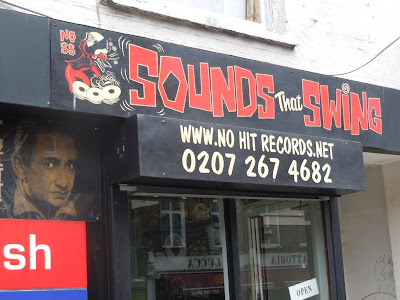 NO
88
SOUNDS THAT SWING
WWW.NO HIT RECORDS.NET
0207 267 4682
sh
OPEN